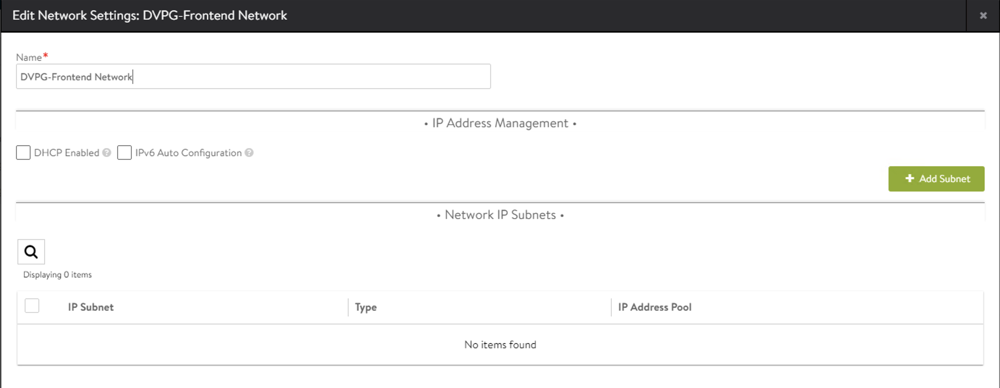 Edit Network Settings: DVPG-Frontend Network
Name*
DVPG-Frontend Network
• IP Address Management •
DHCP Enabled ? IPv6 Auto Configuration ?
+ Add Subnet
• Network IP Subnets •
Displaying 0 items
IP Subnet Type IP Address Pool
No items found